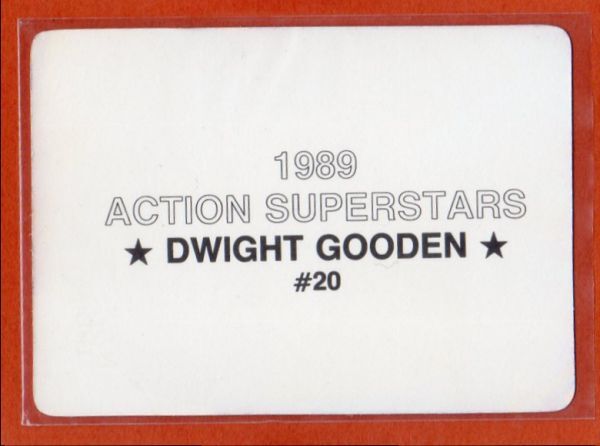 1989
ACTION SUPERSTARS
★ DWIGHT GOODEN ★
#20